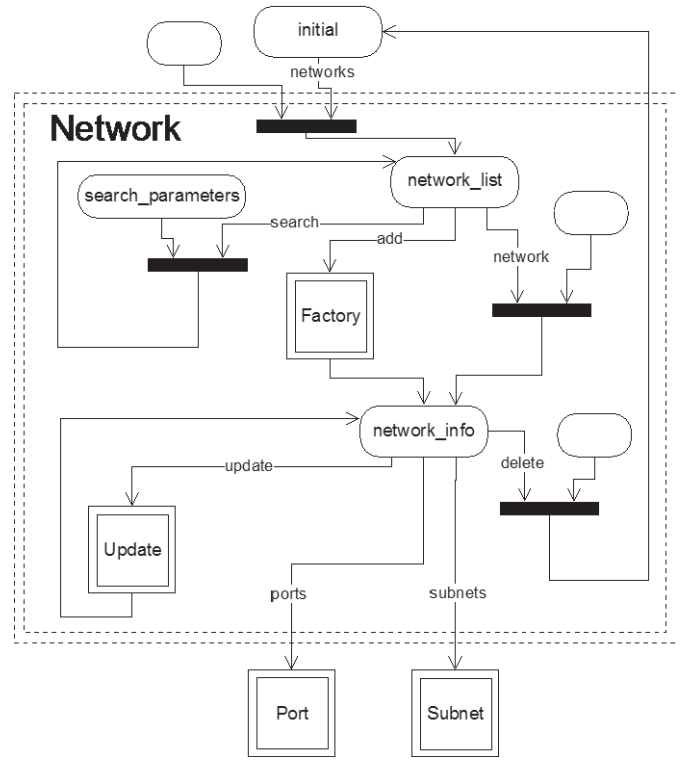 initial
networks
Network
network_list
search_parameters
search
add
network
Factory
network_info
delete
update
Update
ports
subnets
Port
Subnet